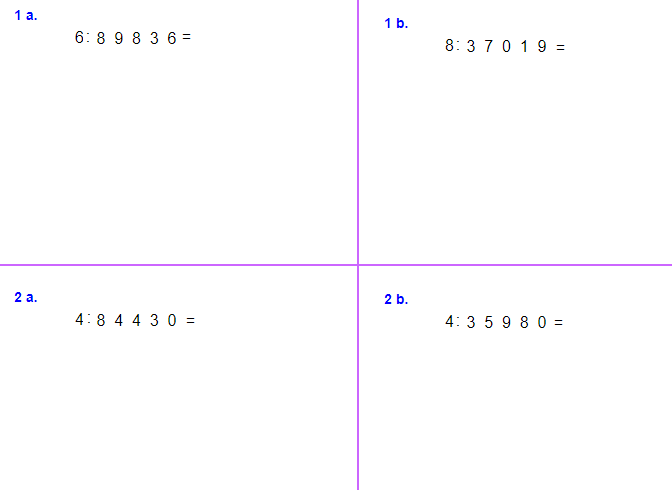 1 a.
6: 8 9 8 3 6 =
1 b.
8: 3 7 0 1 9 =
2 a.
4: 8 4 4 3 0 =
2 b.
4: 3 5 9 8 0 =